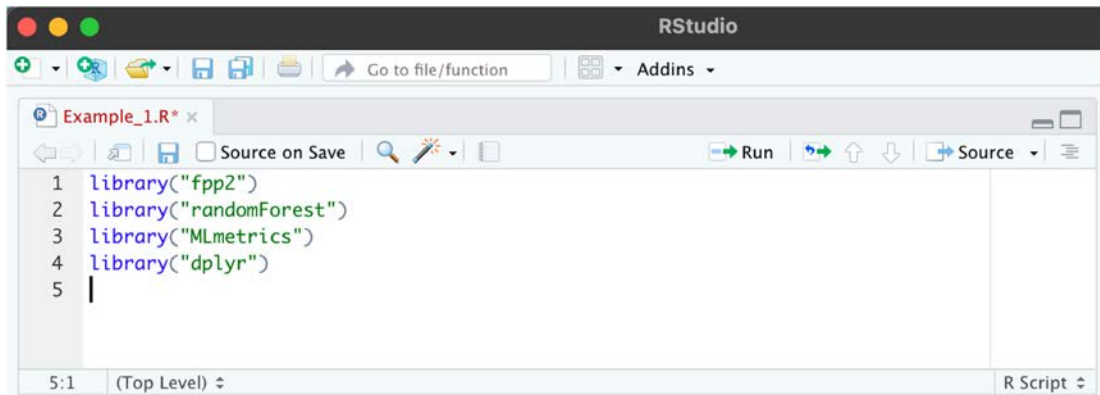 RStudio
Go to file/function
Addins
Example_1.R*
Source on Save
Run
Source
1 library("fpp2")
2 library("randomForest")
3 library("MLmetrics")
4 library("dplyr")
5
5:1 (Top Level) R Script